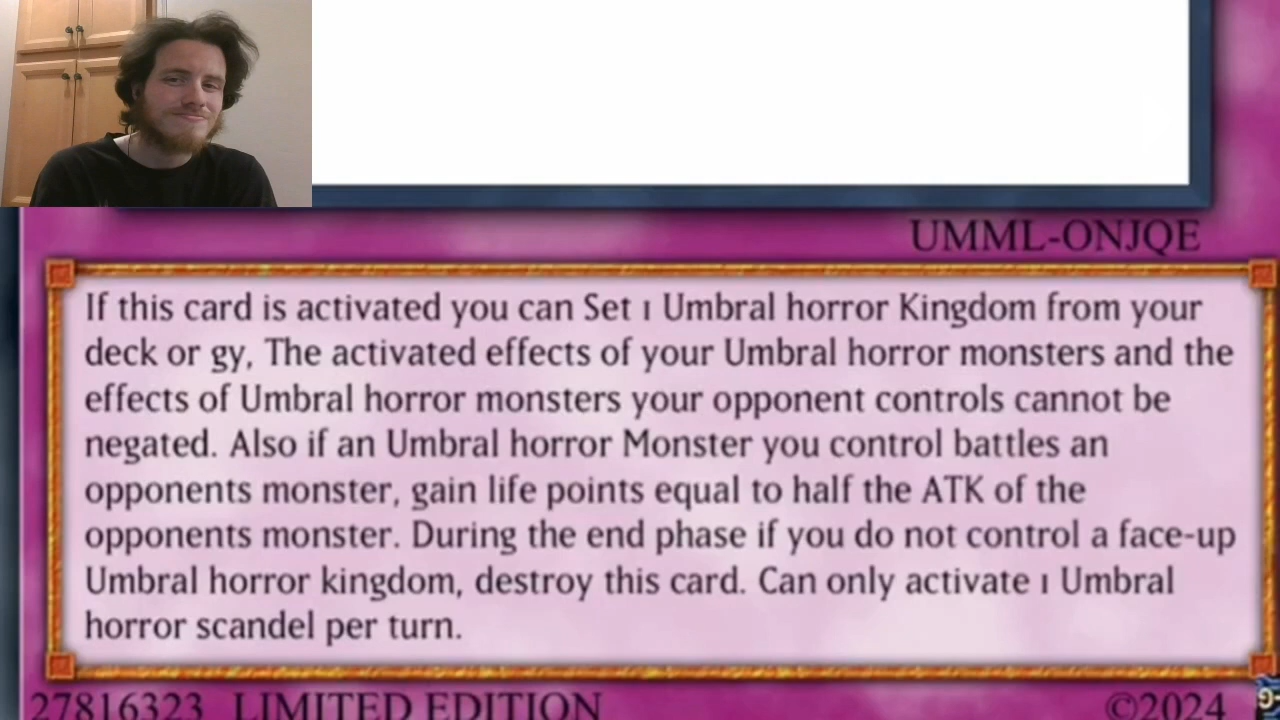 UMML-ONJQE
If this card is activated you can Set 1 Umbral horror Kingdom from your
deck or gy, The activated effects of your Umbral horror monsters and the
effects of Umbral horror monsters your opponent controls cannot be
negated. Also if an Umbral horror Monster you control battles an
opponents monster, gain life points equal to half the ATK of the
opponents monster. During the end phase if you do not control a face-up
Umbral horror kingdom, destroy this card. Can only activate 1 Umbral
horror scandel per turn.
27816323 LIMITED EDITION ©2024